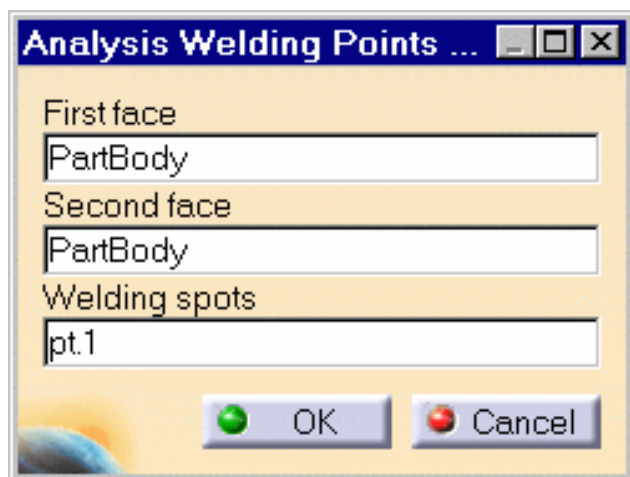 Analysis Welding Points ...
First face
PartBody
Second face
PartBody
Welding spots
pt.1
OK Cancel